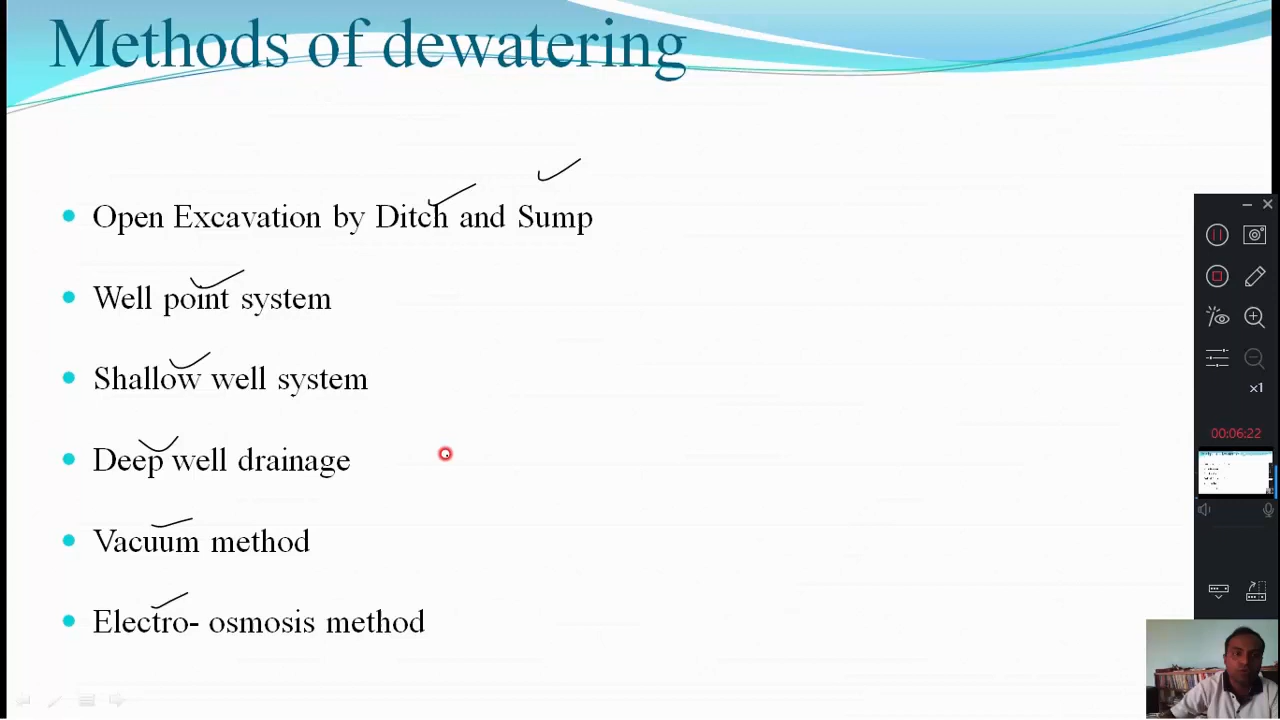 Methods of dewatering
Open Excavation by Ditch and Sump
Well point system
Shallow well system
Deep well drainage
Vacuum method
Electro- osmosis method
x1
00:06:22